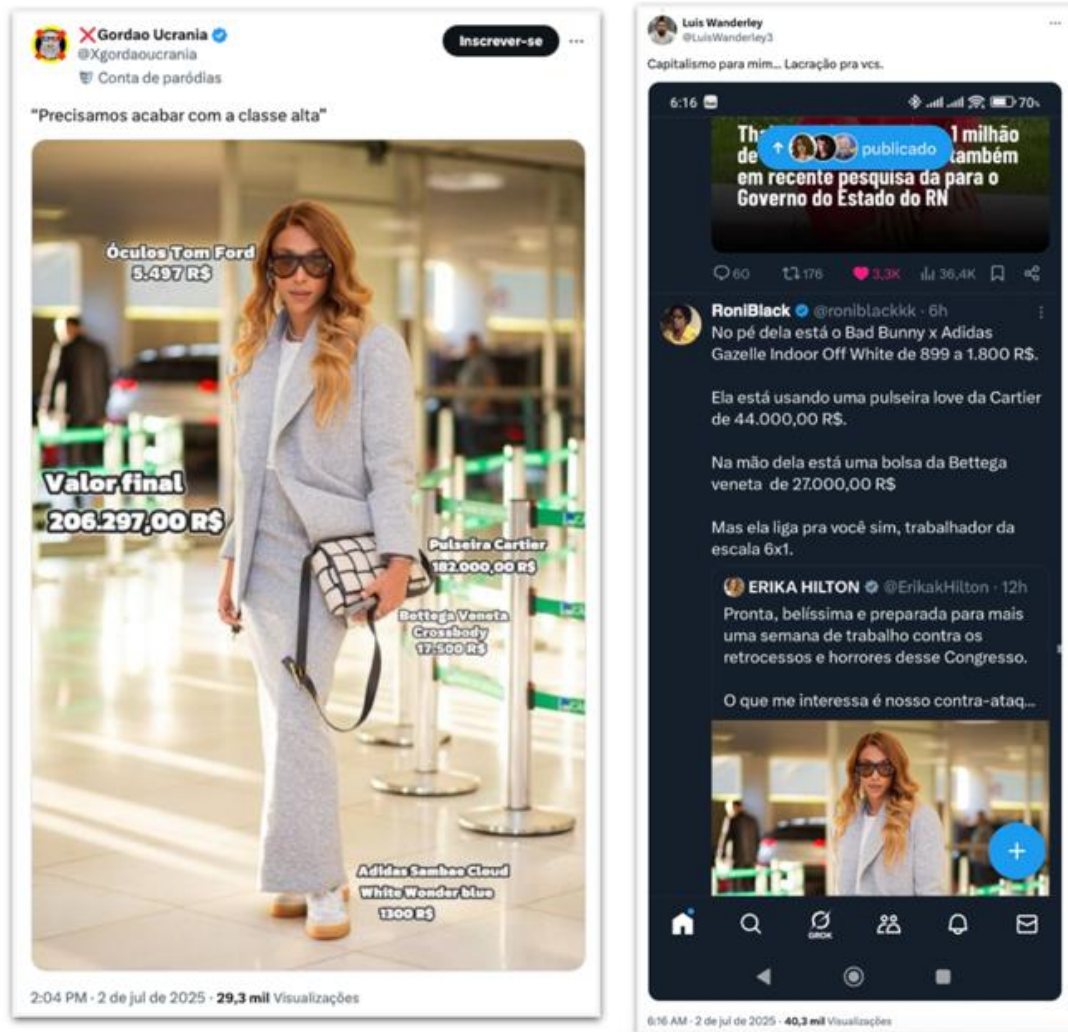 Gordao Ucrania
@Xgordaoucrania
Conta de paródias
Inscrever-se
“Precisamos acabar com a classe alta”
Óculos Tom Ford
5.497 R$
Valor final
206.297,00 R$
Pulseira Cartier
182.000,00 R$
Bettega Veneta
Crossbody
17.500 R$
Adidas Sambae Cloud
White Wonder blue
1300 R$
2:04 PM · 2 de jul de 2025 · 29,3 mil Visualizações
Luis Wanderley
@LuisWanderley3
Capitalismo para mim... Lacração pra vcs.
6:16
70
publicado
1 milhão
de
também
em recente pesquisa da para o
Governo do Estado do RN
60 176 3,3K 36,4K
RoniBlack @roniblackkk · 6h
No pé dela está o Bad Bunny x Adidas
Gazelle Indoor Off White de 899 a 1.800 R$.
Ela está usando uma pulseira love da Cartier
de 44.000,00 R$.
Na mão dela está uma bolsa da Bettega
veneta de 27.000,00 R$
Mas ela liga pra você sim, trabalhador da
escala 6x1.
ERIKA HILTON @ErikakHilton · 12h
Pronta, belíssima e preparada para mais
uma semana de trabalho contra os
retrocessos e horrores desse Congresso.
O que me interessa é nosso contra-ataq...
GROK
6:16 AM · 2 de jul de 2025 · 40,3 mil Visualizações